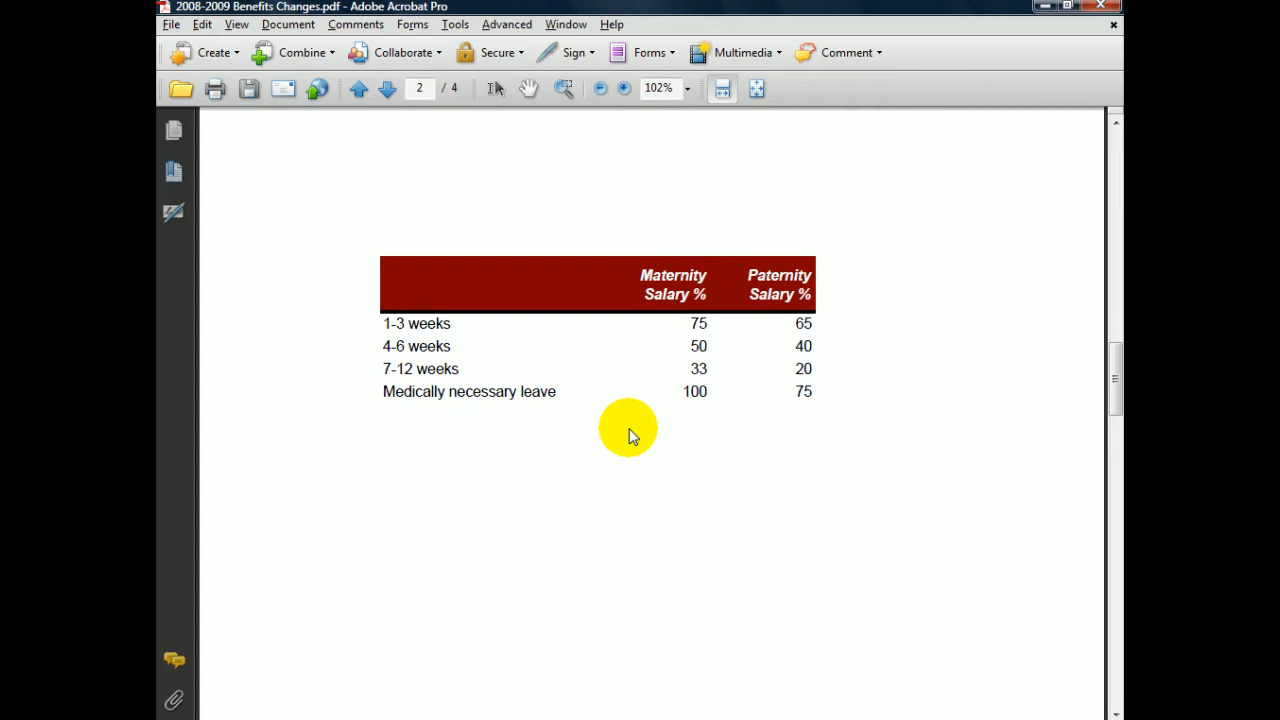 2008-2009 Benefits Changes.pdf - Adobe Acrobat Pro
File Edit View Document Comments Forms Tools Advanced Window Help
Create Combine Collaborate Secure Sign Forms Multimedia Comment
2 / 4 102%
Maternity Paternity
Salary % Salary %
1-3 weeks 75 65
4-6 weeks 50 40
7-12 weeks 33 20
Medically necessary leave 100 75